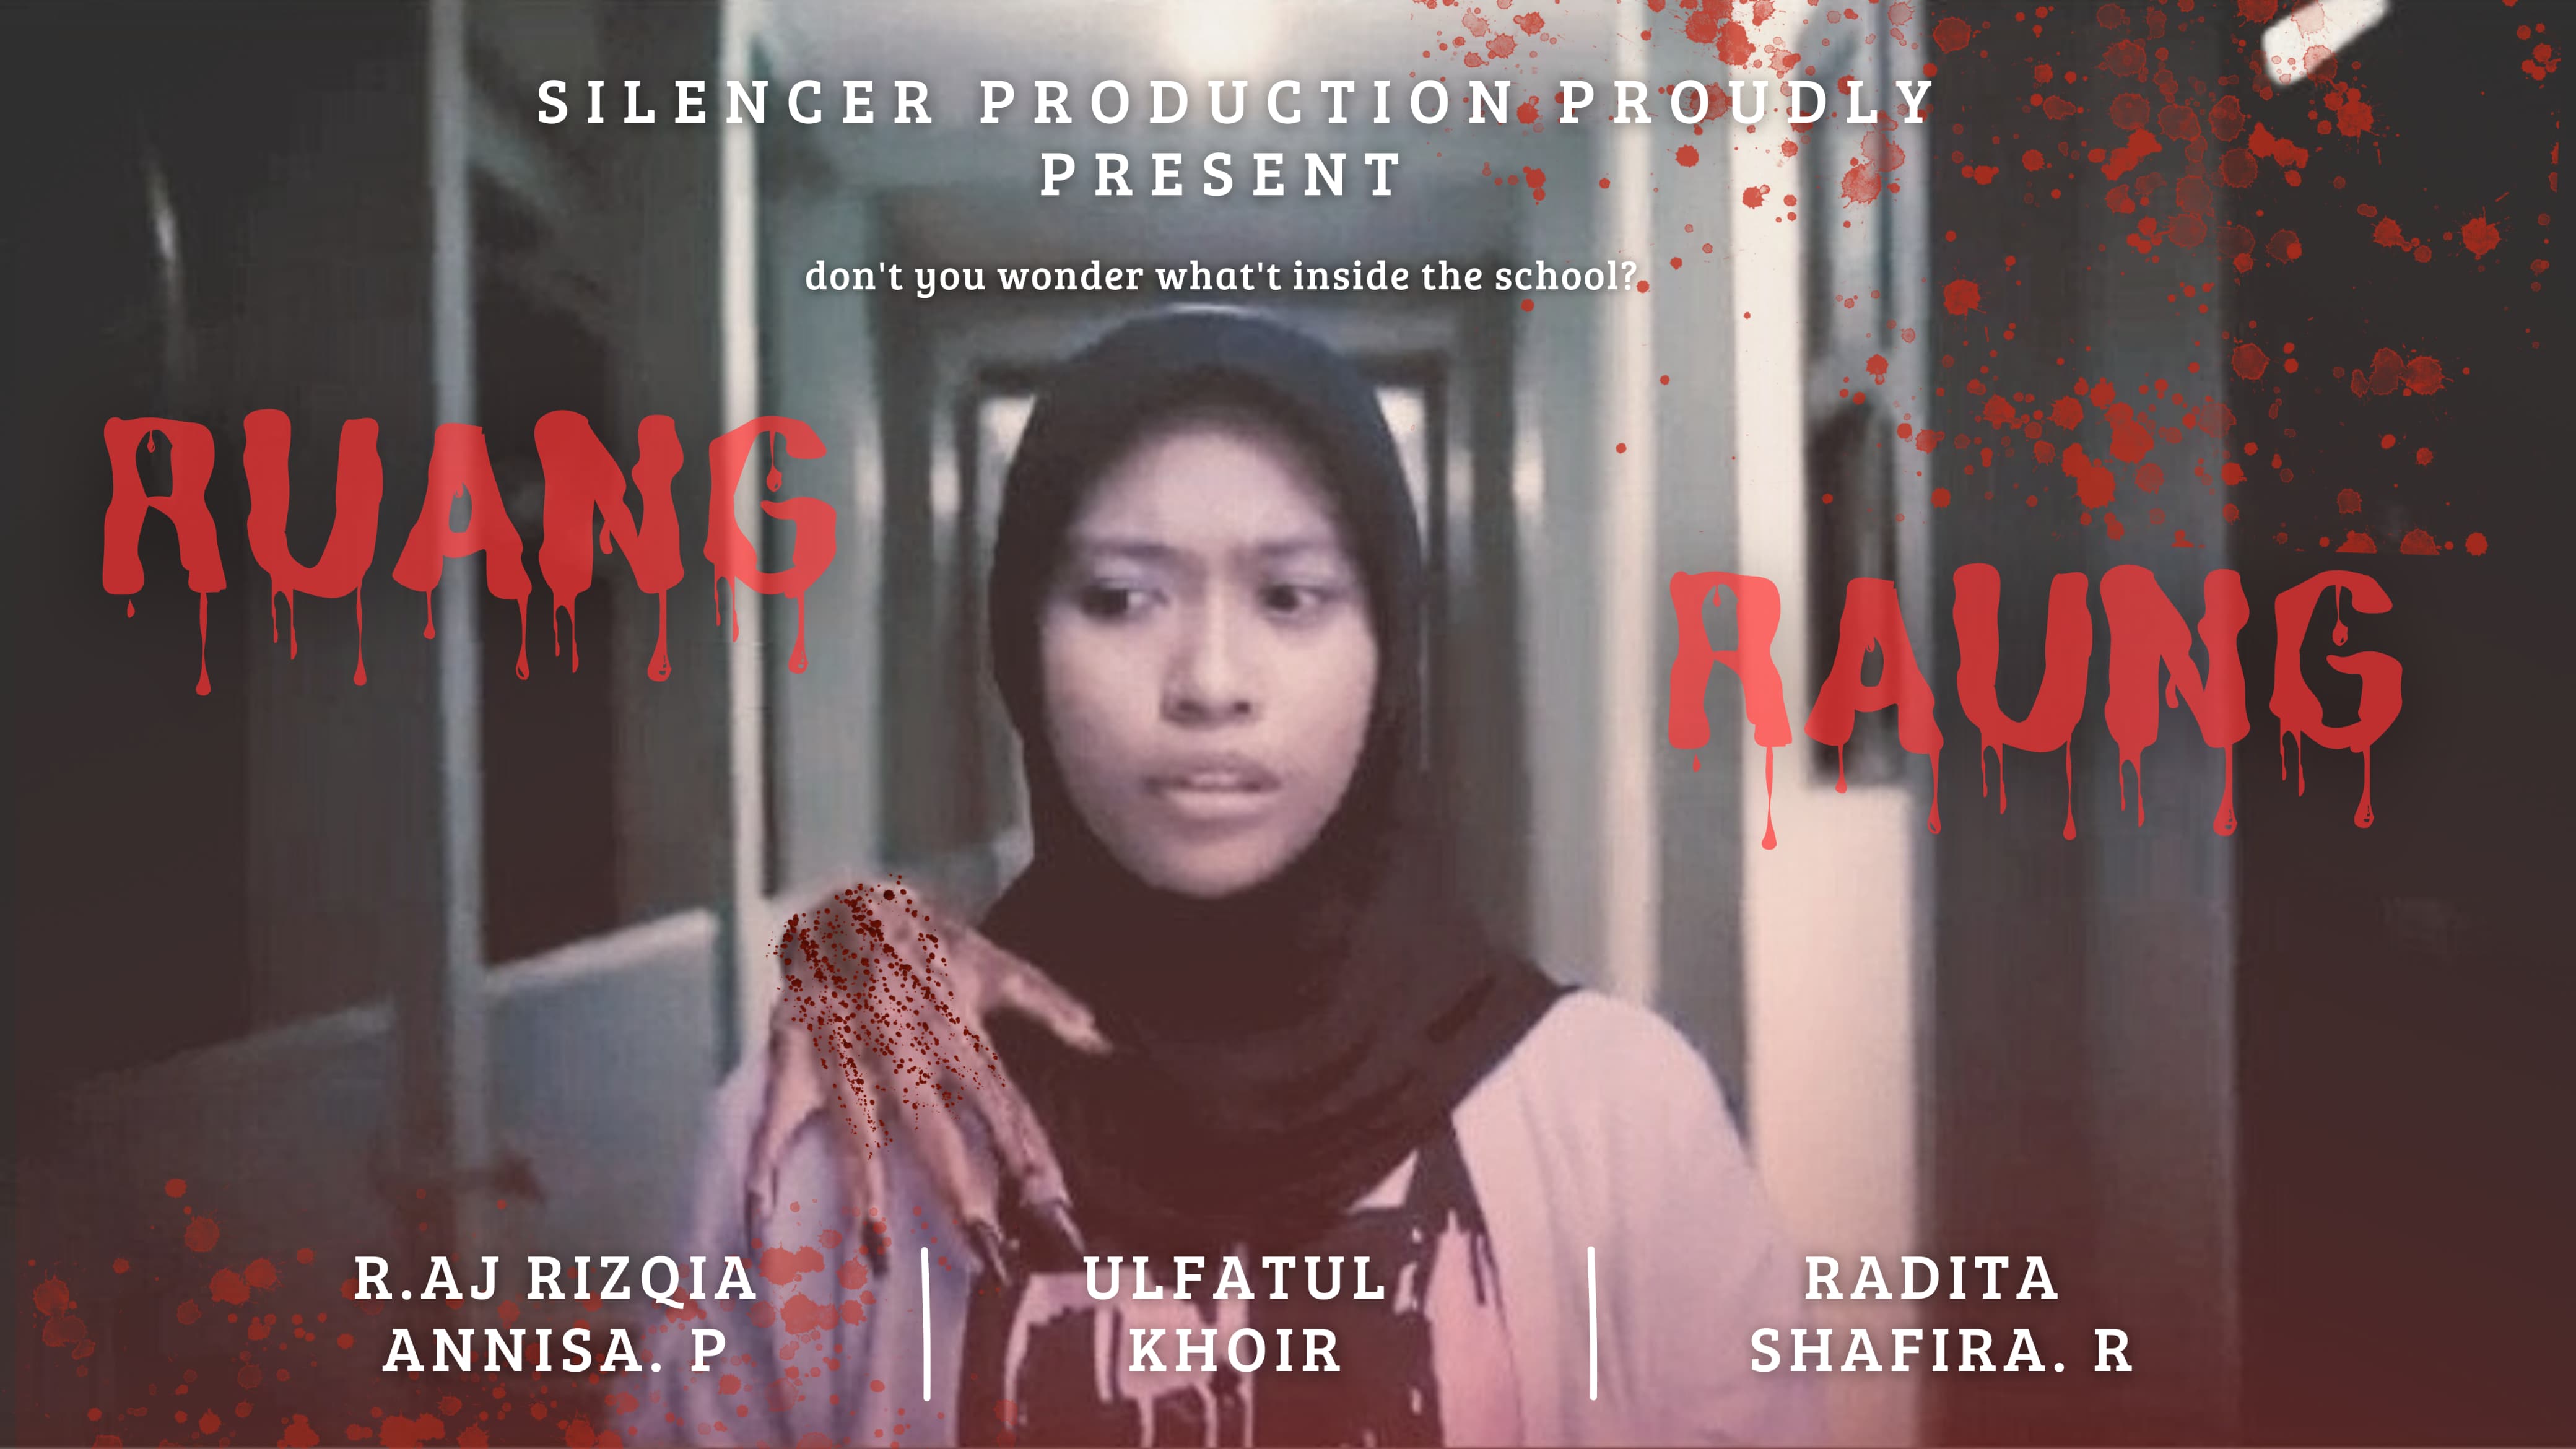 SILENCER PRODUCTION PROUDLY
PRESENT
don't you wonder what't inside the school?
RUANG
RAUNG
R.AJ RIZQIA
ANNISA. P
ULFATUL
KHOIR
RADITA
SHAFIRA. R